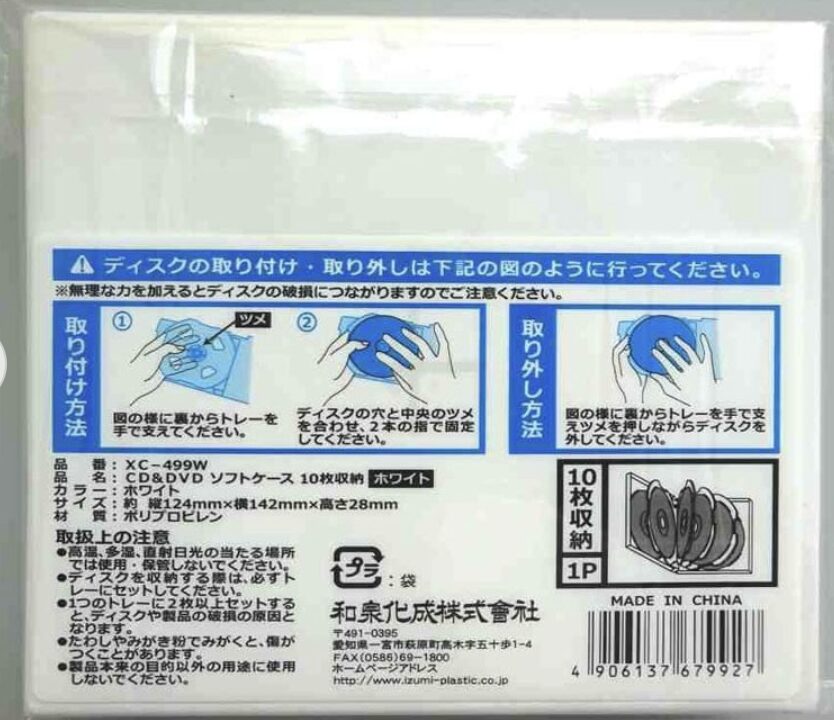 ディスクの取り付け・取り外しは下記の図のように行ってください。
※無理な力を加えるとディスクの破損につながりますのでご注意ください。
取り付け方法
①
ツメ
図の様に裏からトレーを
手で支えてください。
②
ディスクの穴と中央のツメ
を合わせ、2本の指で固定
してください。
取り外し方法
図の様に裏からトレーを手で支
えツメを押しながらディスクを
外してください。
品　番：XC-499W
品　名：CD&DVD ソフトケース 10枚収納 ホワイト
カラー：ホワイト
サイズ：約 縦124mm×横142mm×高さ28mm
材　質：ポリプロピレン
取扱上の注意
●高温、多湿、直射日光の当たる場所
では使用・保管しないでください。
●ディスクを収納する際は、必ずト
レーにセットしてください。
●1つのトレーに2枚以上セットする
と、ディスクや製品の破損の原因と
なります。
●たわしやみがき粉でみがくと、傷が
つくことがあります。
●製品本来の目的以外の用途に使用
しないでください。
プラ
：袋
和泉化成株式會社
〒491-0395
愛知県一宮市萩原町高木字五十歩1-4
FAX(0586)69-1800
ホームページアドレス
http://www.izumi-plastic.co.jp
10枚収納
1P
MADE IN CHINA
4 906137 679927